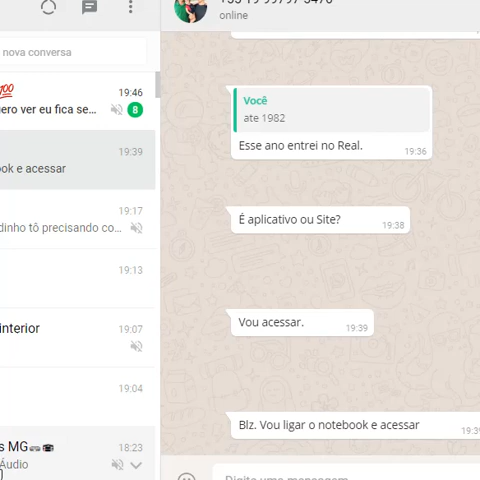 online
nova conversa
19:46
ero ver eu fica se...
8
19:39
ok e acessar
19:17
dinho tô precisando co...
19:13
interior
19:07
19:04
s MG
18:23
Áudio
Você
ate 1982
Esse ano entrei no Real.
19:36
É aplicativo ou Site?
19:38
Vou acessar.
19:39
Blz. Vou ligar o notebook e acessar
19:39
Digite uma mensagem